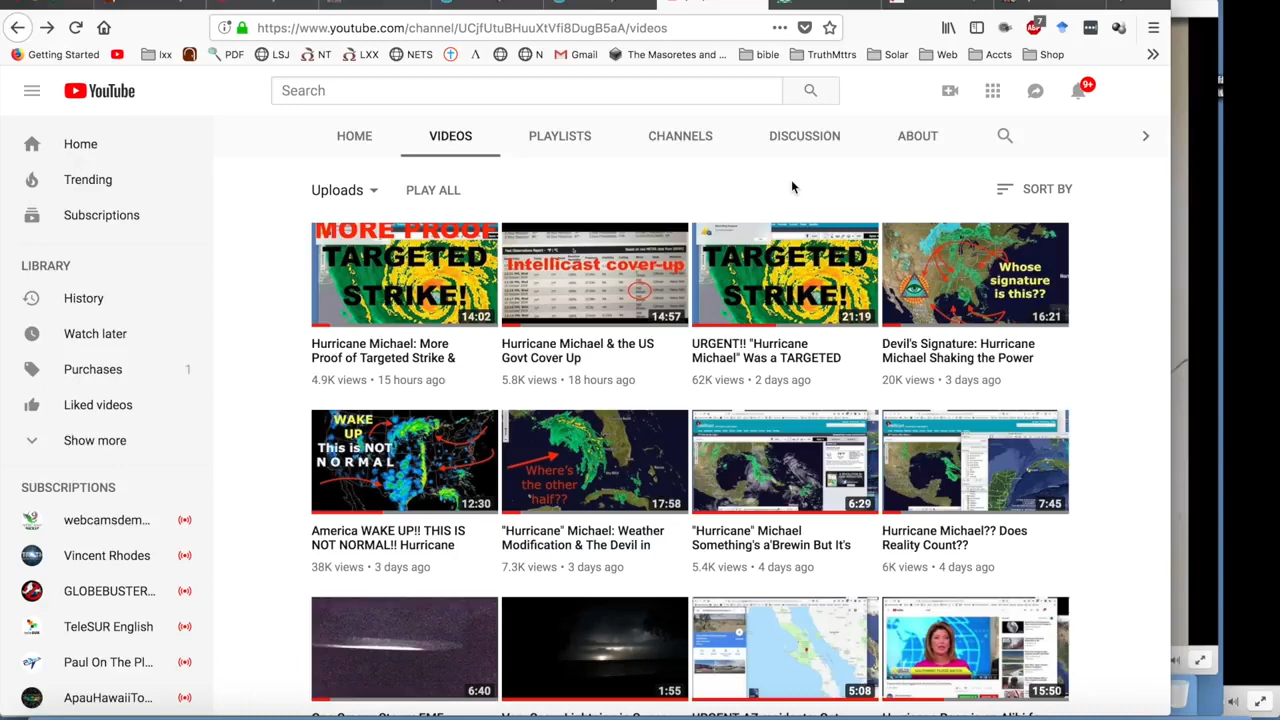 https://www.youtube.com/channel/UCjfUtuBHuuXtVfi8DugB5aA/videos
7
Getting Started
lxx
PDF
LSJ
NT
LXX
NETS
N
Gmail
The Masoretes and ...
bible
TruthMttrs
Solar
Web
Accts
Shop
YouTube
Search
9+
HOME
VIDEOS
PLAYLISTS
CHANNELS
DISCUSSION
ABOUT
Home
Trending
Subscriptions
LIBRARY
History
Watch later
Purchases 1
Liked videos
Show more
SUBSCRIPTIONS
webcamsdem...
Vincent Rhodes
GLOBEBUSTER...
TeleSUR English
Paul On The Pl...
ApauHawaiiTo...
Uploads
PLAY ALL
SORT BY
MORE PROOF
TARGETED
STRIKE!
14:02
Hurricane Michael: More
Proof of Targeted Strike &
4.9K views • 15 hours ago
Intellicast cover-up
14:57
Hurricane Michael & the US
Govt Cover Up
5.8K views • 18 hours ago
TARGETED
STRIKE!
21:19
URGENT!! "Hurricane
Michael" Was a TARGETED
62K views • 2 days ago
Whose
signature
is this??
16:21
Devil's Signature: Hurricane
Michael Shaking the Power
20K views • 3 days ago
WAKE
This is NOT
NORMAL
12:30
America WAKE UP!! THIS IS
NOT NORMAL!! Hurricane
38K views • 3 days ago
Where's
the other
half??
17:58
"Hurricane" Michael: Weather
Modification & The Devil in
7.3K views • 3 days ago
6:29
"Hurricane" Michael
Something's a'Brewin But It's
5.4K views • 4 days ago
7:45
Hurricane Michael?? Does
Reality Count??
6K views • 4 days ago
6:40
1:55
5:08
15:50